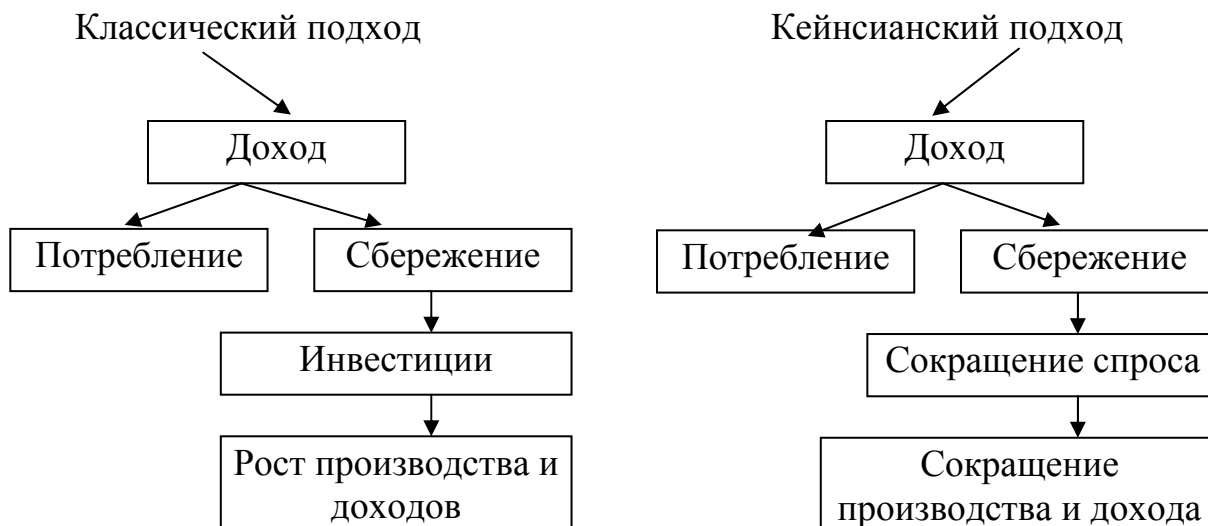 Классический подход
Доход
Потребление
Сбережение
Инвестиции
Рост производства и
доходов
Кейнсианский подход
Доход
Потребление
Сбережение
Сокращение спроса
Сокращение
производства и дохода